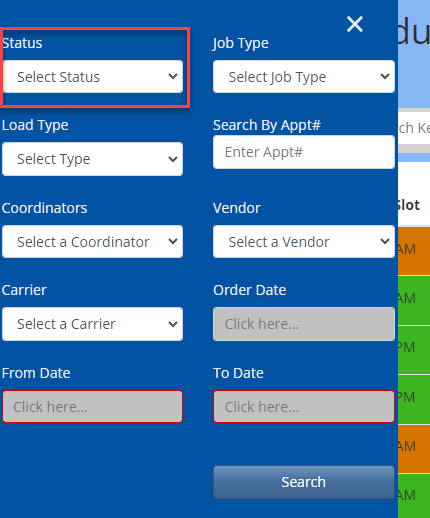 ×
Status
Job Type
Select Status
Select Job Type
Load Type
Search By Appt#
Select Type
Enter Appt#
Coordinators
Vendor
Select a Coordinator
Select a Vendor
Carrier
Order Date
Select a Carrier
Click here...
From Date
To Date
Click here...
Click here...
Search
du
rch Ke
Slot
AM
AM
PM
PM
AM
AM